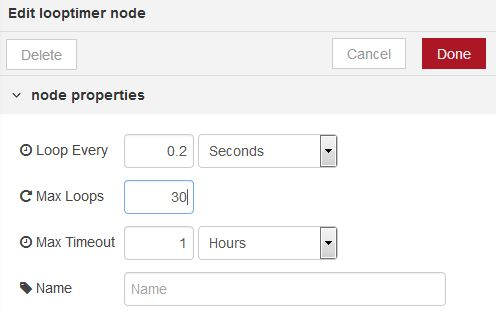 Edit looptimer node
Delete Cancel Done
node properties
Loop Every 0.2 Seconds
Max Loops 30
Max Timeout 1 Hours
Name Name